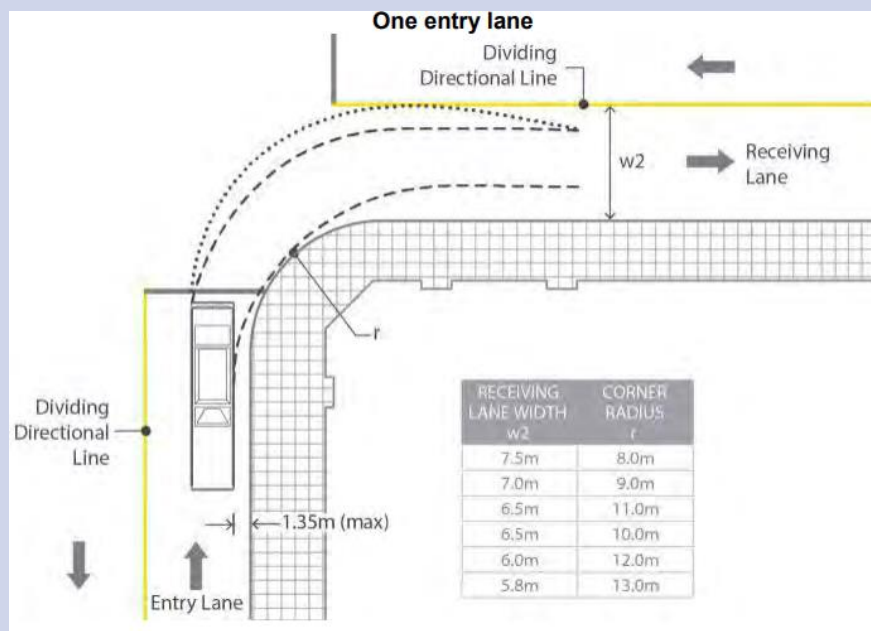 One entry lane
Dividing
Directional Line
w2
Receiving
Lane
r
Dividing
Directional
Line
1.35m (max)
Entry Lane
RECEIVING LANE WIDTH w2 CORNER RADIUS r
7.5m 8.0m
7.0m 9.0m
6.5m 11.0m
6.5m 10.0m
6.0m 12.0m
5.8m 13.0m